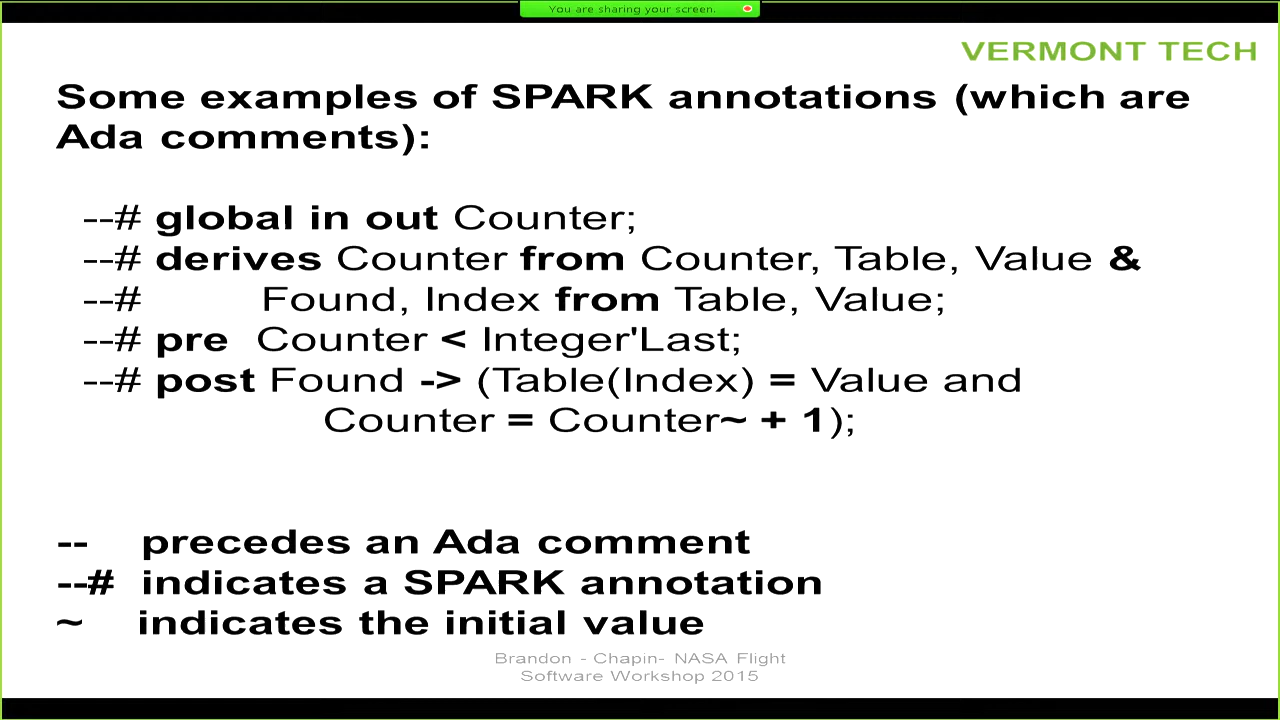 You are sharing your screen.
VERMONT TECH
Some examples of SPARK annotations (which are
Ada comments):
--# global in out Counter;
--# derives Counter from Counter, Table, Value &
--# Found, Index from Table, Value;
--# pre Counter < Integer'Last;
--# post Found -> (Table(Index) = Value and
Counter = Counter~ + 1);
-- precedes an Ada comment
--# indicates a SPARK annotation
~ indicates the initial value
Brandon - Chapin- NASA Flight
Software Workshop 2015